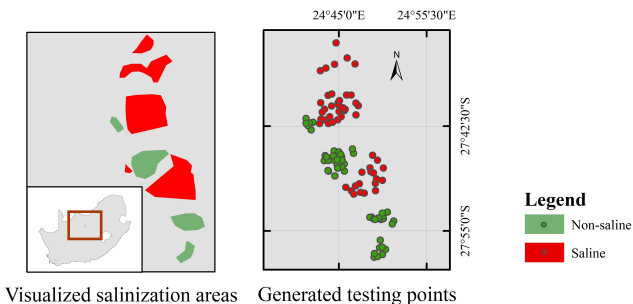 24°45'0"E 24°55'30"E
N
27°42'30"S
27°55'0"S
Legend
Non-saline
Saline
Visualized salinization areas Generated testing points